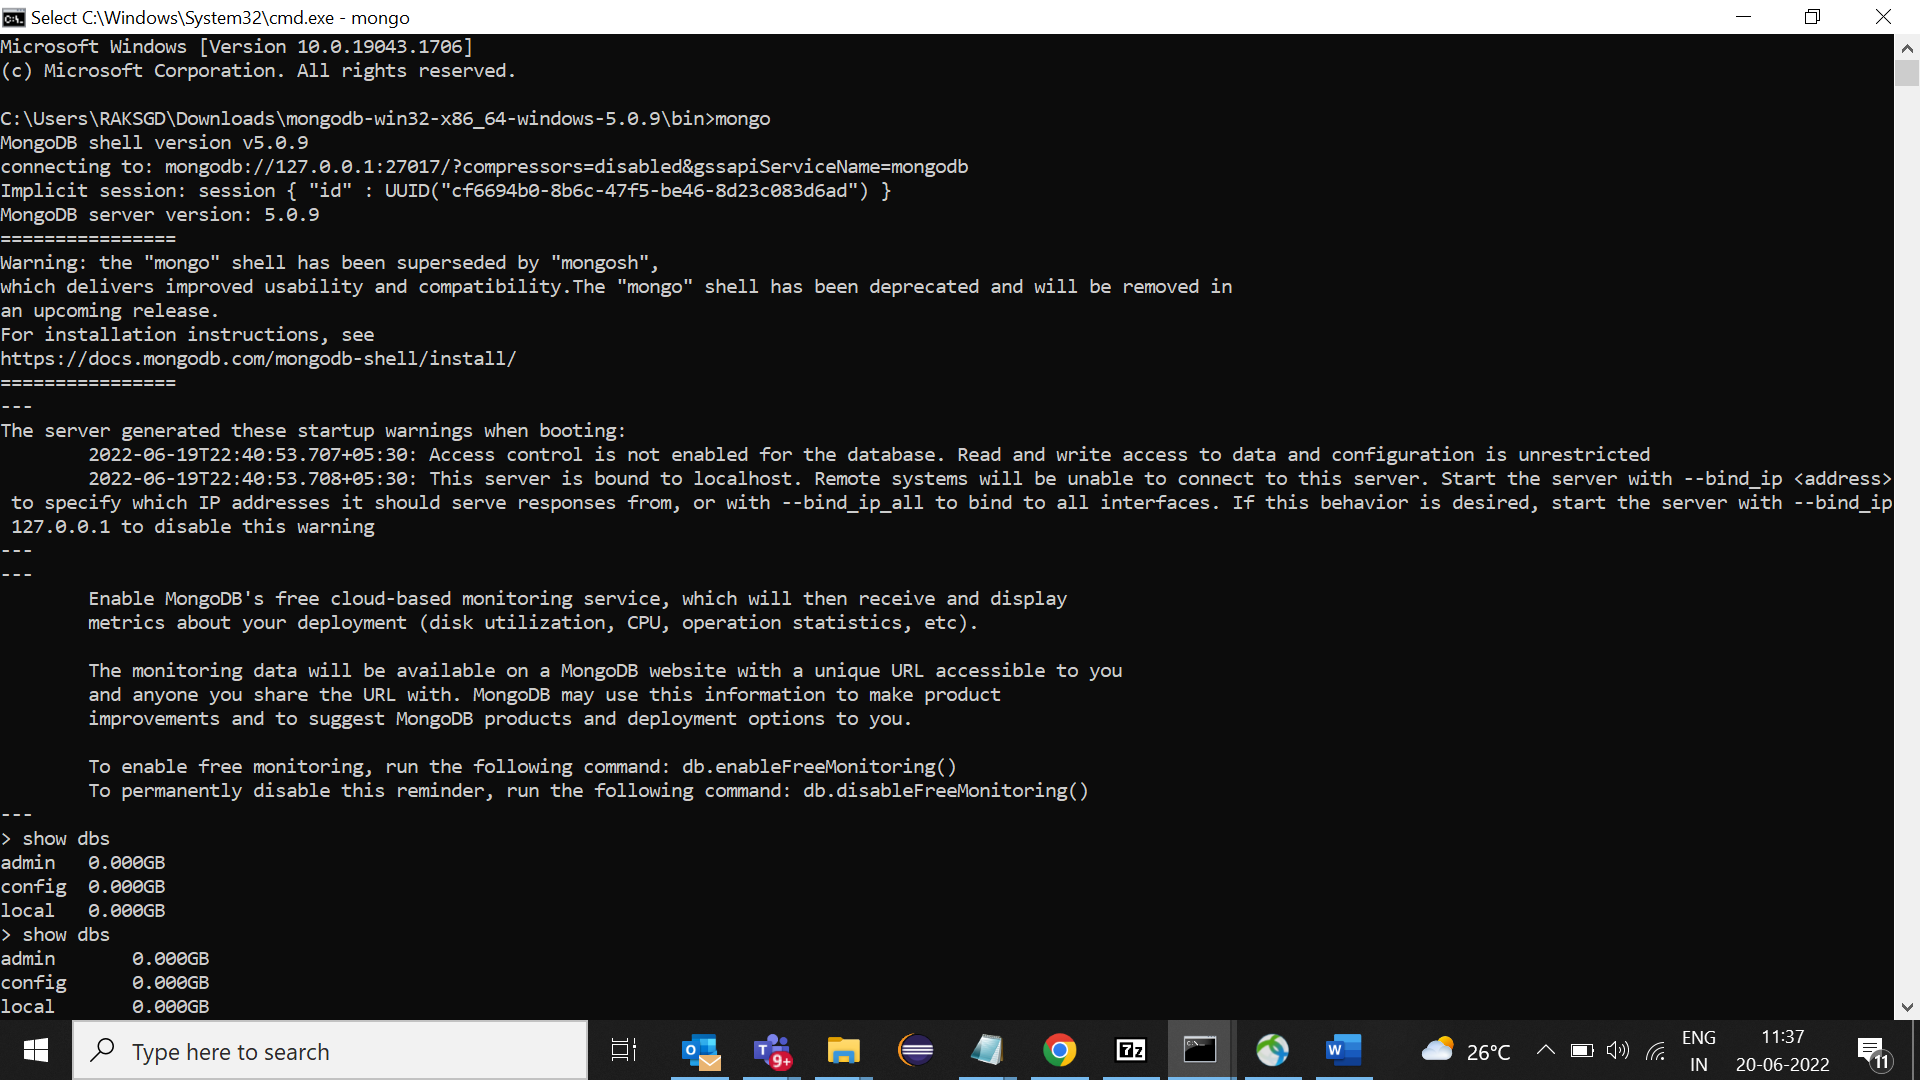 Select C:\Windows\System32\cmd.exe - mongo
Microsoft Windows [Version 10.0.19043.1706]
(c) Microsoft Corporation. All rights reserved.
C:\Users\RAKSGD\Downloads\mongodb-win32-x86_64-windows-5.0.9\bin>mongo
MongoDB shell version v5.0.9
connecting to: mongodb://127.0.0.1:27017/?compressors=disabled&gssapiServiceName=mongodb
Implicit session: session { "id" : UUID("cf6694b0-8b6c-47f5-be46-8d23c083d6ad") }
MongoDB server version: 5.0.9
================
Warning: the "mongo" shell has been superseded by "mongosh",
which delivers improved usability and compatibility.The "mongo" shell has been deprecated and will be removed in
an upcoming release.
For installation instructions, see
https://docs.mongodb.com/mongodb-shell/install/
================
---
The server generated these startup warnings when booting:
        2022-06-19T22:40:53.707+05:30: Access control is not enabled for the database. Read and write access to data and configuration is unrestricted
        2022-06-19T22:40:53.708+05:30: This server is bound to localhost. Remote systems will be unable to connect to this server. Start the server with --bind_ip <address>
 to specify which IP addresses it should serve responses from, or with --bind_ip_all to bind to all interfaces. If this behavior is desired, start the server with --bind_ip
 127.0.0.1 to disable this warning
---
---
        Enable MongoDB's free cloud-based monitoring service, which will then receive and display
        metrics about your deployment (disk utilization, CPU, operation statistics, etc).
        The monitoring data will be available on a MongoDB website with a unique URL accessible to you
        and anyone you share the URL with. MongoDB may use this information to make product
        improvements and to suggest MongoDB products and deployment options to you.
        To enable free monitoring, run the following command: db.enableFreeMonitoring()
        To permanently disable this reminder, run the following command: db.disableFreeMonitoring()
---
> show dbs
admin   0.000GB
config  0.000GB
local   0.000GB
> show dbs
admin       0.000GB
config      0.000GB
local       0.000GB
Type here to search
9+
7z
26°C
ENG
IN
11:37
20-06-2022
11